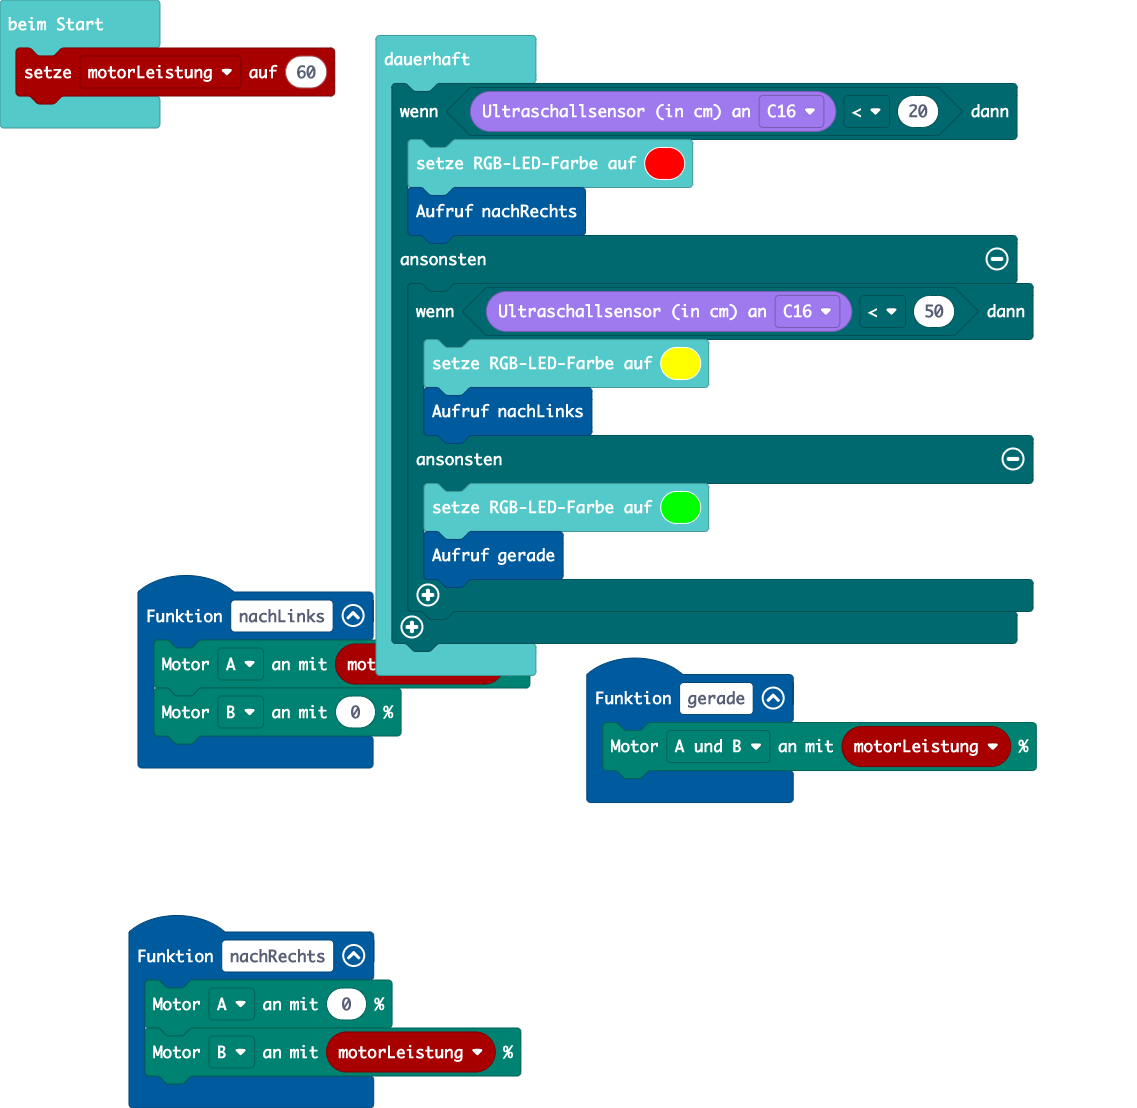 beim Start
setze motorLeistung auf 60
dauerhaft
wenn Ultraschallsensor (in cm) an C16 < 20 dann
setze RGB-LED-Farbe auf
Aufruf nachRechts
ansonsten
wenn Ultraschallsensor (in cm) an C16 < 50 dann
setze RGB-LED-Farbe auf
Aufruf nachLinks
ansonsten
setze RGB-LED-Farbe auf
Aufruf gerade
Funktion nachLinks
Motor A an mit
Motor B an mit 0 %
Funktion gerade
Motor A und B an mit motorLeistung %
Funktion nachRechts
Motor A an mit 0 %
Motor B an mit motorLeistung %